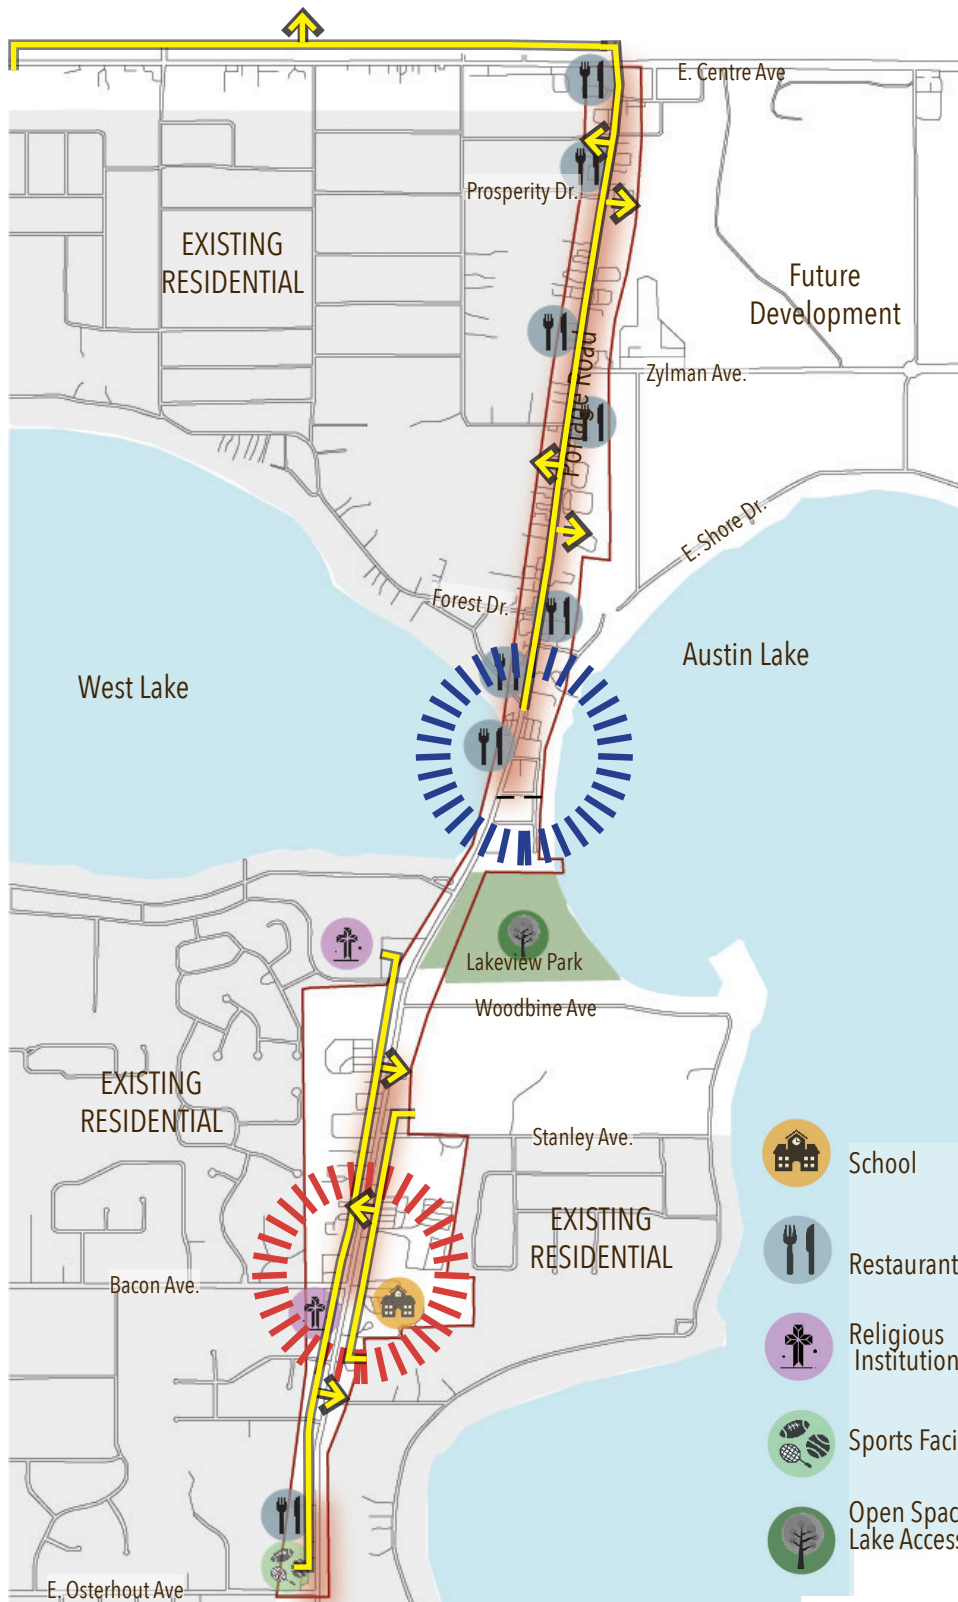 E. Centre Ave
Prosperity Dr.
EXISTING
RESIDENTIAL
Future
Development
Portage Road
Zylman Ave.
E. Shore Dr.
Forest Dr.
Austin Lake
West Lake
Lakeview Park
Woodbine Ave
EXISTING
RESIDENTIAL
Stanley Ave.
School
EXISTING
RESIDENTIAL
Restaurant
Bacon Ave.
Religious
Institution
Sports Faci
Open Spac
Lake Acces
E. Osterhout Ave